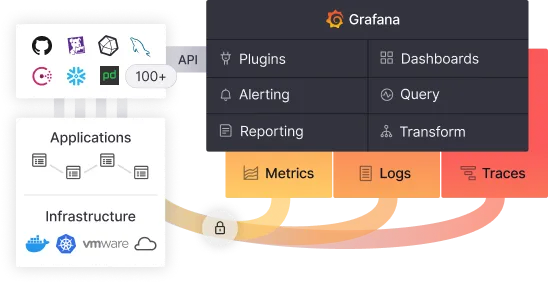 Grafana
API
Plugins
Dashboards
pd
100+
Alerting
Query
Reporting
Transform
Applications
Metrics
Logs
Traces
Infrastructure
vmware